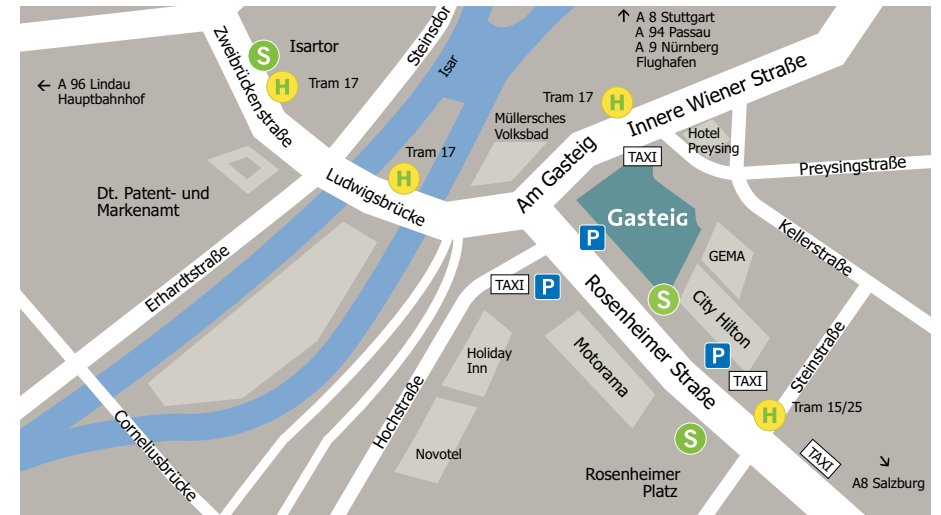 Isartor
S
H
Tram 17
← A 96 Lindau
Hauptbahnhof
Zweibrückenstraße
Steinsdor
Isar
↑ A 8 Stuttgart
A 94 Passau
A 9 Nürnberg
Flughafen
Tram 17
H
Innere Wiener Straße
Müllersches
Volksbad
Hotel
Preysing
TAXI
Preysingstraße
Tram 17
H
Ludwigsbrücke
Am Gasteig
Dt. Patent- und
Markenamt
Gasteig
P
Kellerstraße
GEMA
Erhardtstraße
TAXI
P
S
City Hilton
Rosenheimer Straße
Holiday
Inn
Motorama
P
TAXI
Steinstraße
Hochstraße
H
Tram 15/25
Corneliusbrücke
Novotel
S
Rosenheimer
Platz
TAXI
↘
A8 Salzburg